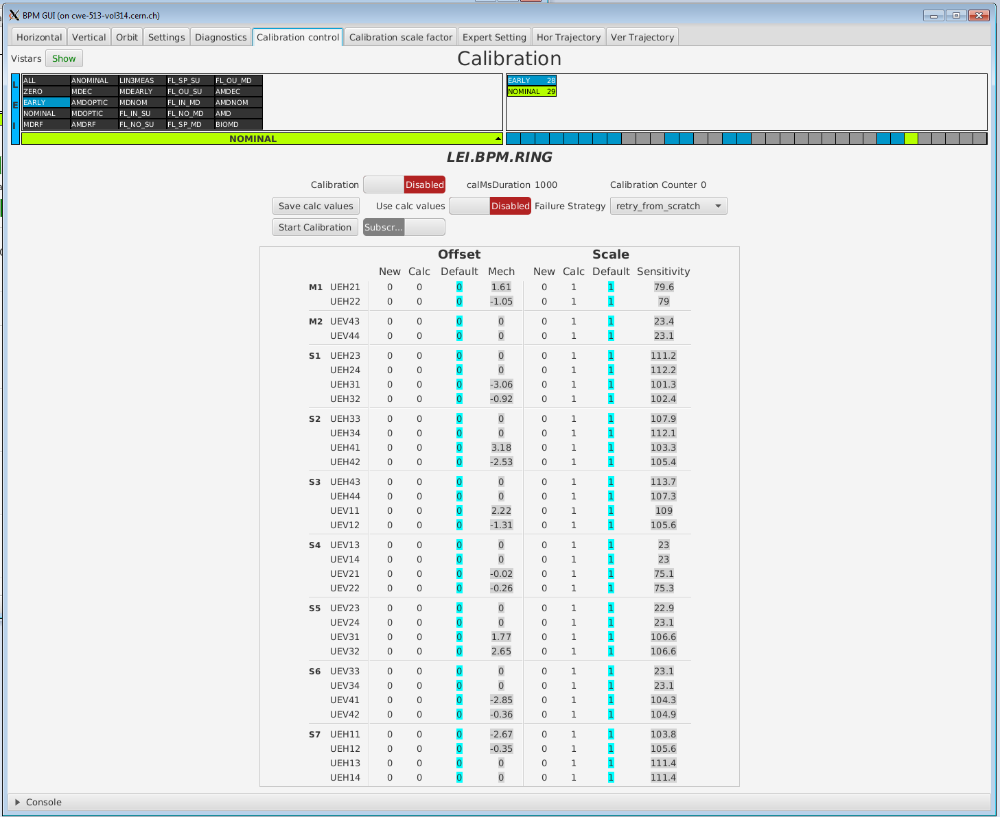 BPM GUI (on cwe-513-vol314.cern.ch)
Horizontal Vertical Orbit Settings Diagnostics Calibration control Calibration scale factor Expert Setting Hor Trajectory Ver Trajectory
Vistars Show Calibration
L E I
ALL ANOMINAL LIN3MEAS FL_SP_SU FL_OU_MD EARLY 28
ZERO MDEC MDEARLY FL_OU_SU AMDEC NOMINAL 29
EARLY AMDOPTIC MDNOM FL_IN_MD AMDNOM
NOMINAL MDOPTIC FL_IN_SU FL_NO_MD AMD
MDRF AMDRF FL_NO_SU FL_SP_MD BIOMD
NOMINAL
LEI.BPM.RING
Calibration Disabled calMsDuration 1000 Calibration Counter 0
Save calc values Use calc values Disabled Failure Strategy retry_from_scratch
Start Calibration Subscr...
Offset Scale
New Calc Default Mech New Calc Default Sensitivity
M1 UEH21 0 0 0 1.61 0 1 1 79.6
UEH22 0 0 0 -1.05 0 1 1 79
M2 UEV43 0 0 0 0 0 1 1 23.4
UEV44 0 0 0 0 0 1 1 23.1
S1 UEH23 0 0 0 0 0 1 1 111.2
UEH24 0 0 0 0 0 1 1 112.2
UEH31 0 0 0 -3.06 0 1 1 101.3
UEH32 0 0 0 -0.92 0 1 1 102.4
S2 UEH33 0 0 0 0 0 1 1 107.9
UEH34 0 0 0 0 0 1 1 112.1
UEH41 0 0 0 3.18 0 1 1 103.3
UEH42 0 0 0 -2.53 0 1 1 105.4
S3 UEH43 0 0 0 0 0 1 1 113.7
UEH44 0 0 0 0 0 1 1 107.3
UEV11 0 0 0 2.22 0 1 1 109
UEV12 0 0 0 -1.31 0 1 1 105.6
S4 UEV13 0 0 0 0 0 1 1 23
UEV14 0 0 0 0 0 1 1 23
UEV21 0 0 0 -0.02 0 1 1 75.1
UEV22 0 0 0 -0.26 0 1 1 75.3
S5 UEV23 0 0 0 0 0 1 1 22.9
UEV24 0 0 0 0 0 1 1 23.1
UEV31 0 0 0 1.77 0 1 1 106.6
UEV32 0 0 0 2.65 0 1 1 106.6
S6 UEV33 0 0 0 0 0 1 1 23.1
UEV34 0 0 0 0 0 1 1 23.1
UEV41 0 0 0 -2.85 0 1 1 104.3
UEV42 0 0 0 -0.36 0 1 1 104.9
S7 UEH11 0 0 0 -2.67 0 1 1 103.8
UEH12 0 0 0 -0.35 0 1 1 105.6
UEH13 0 0 0 0 0 1 1 111.4
UEH14 0 0 0 0 0 1 1 111.4
Console